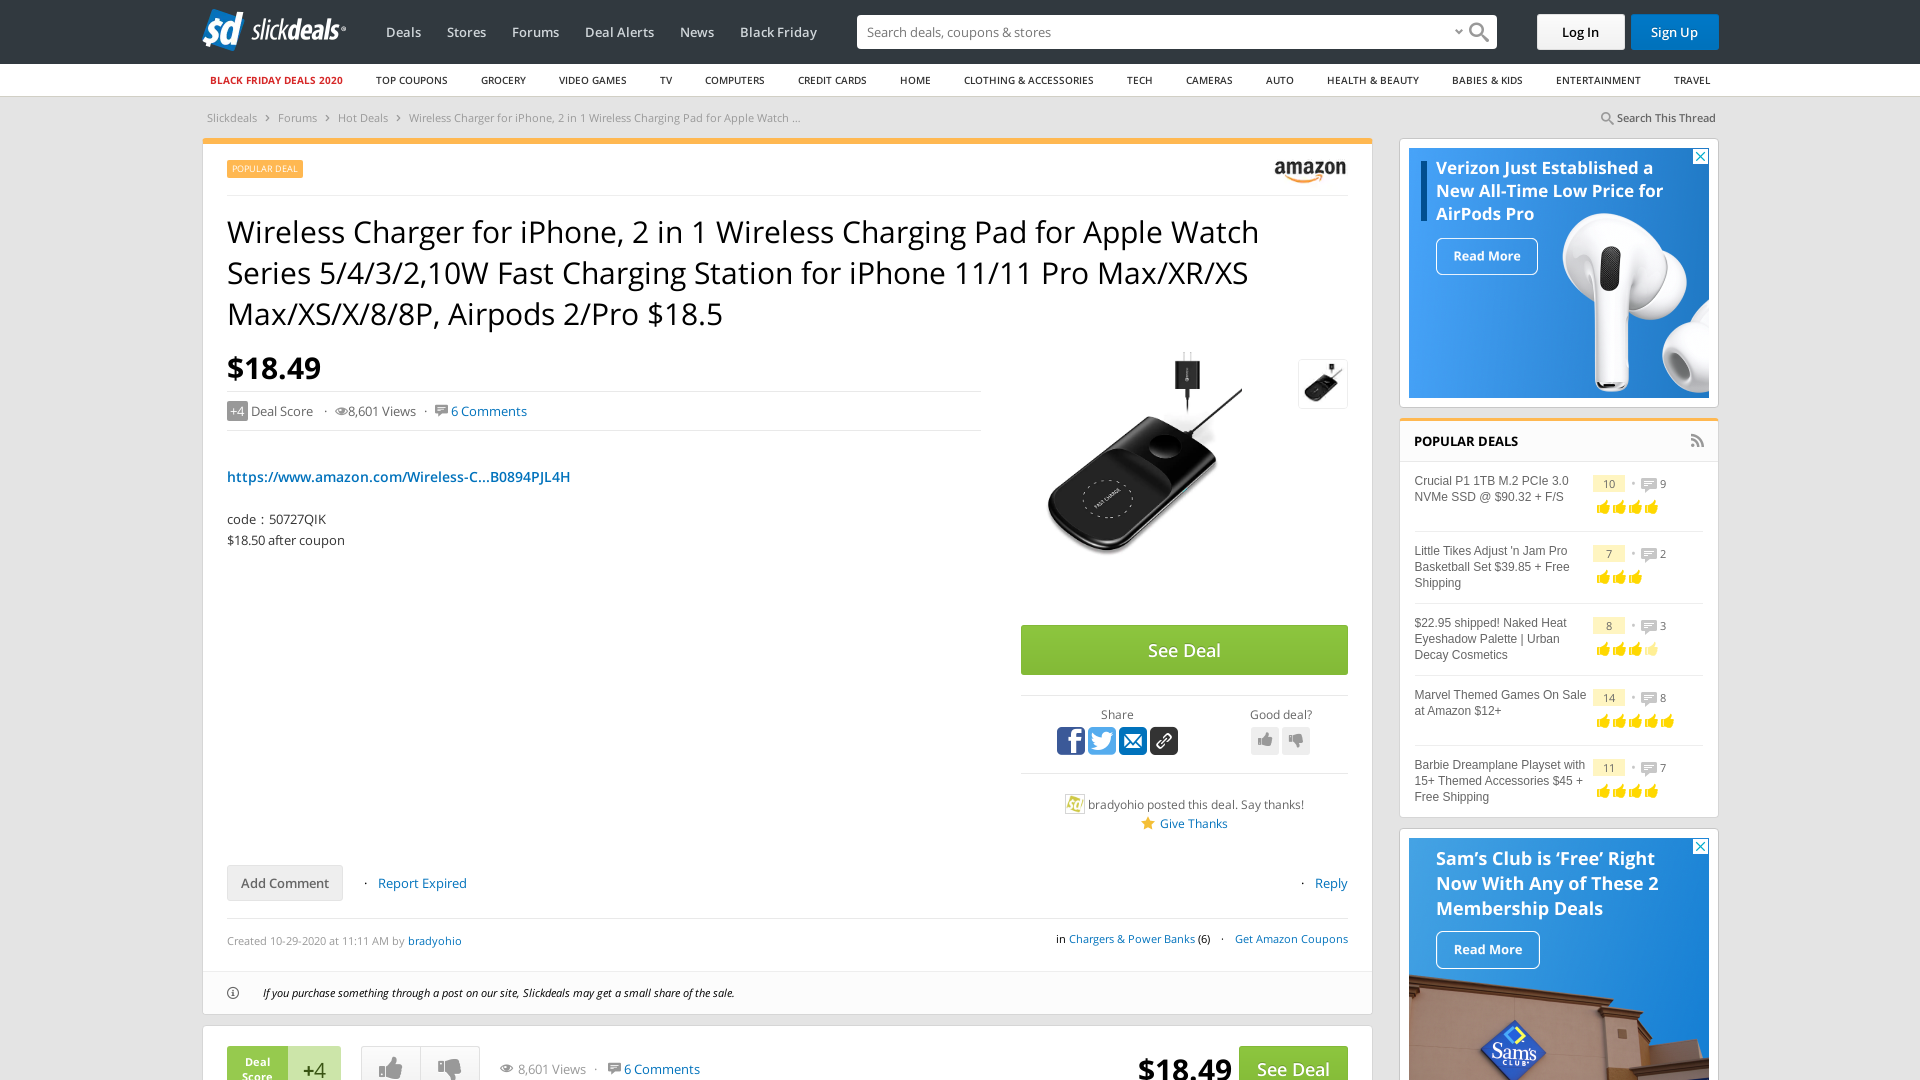 sd slickdeals
Deals Stores Forums Deal Alerts News Black Friday
Search deals, coupons & stores
Log In Sign Up
BLACK FRIDAY DEALS 2020 TOP COUPONS GROCERY VIDEO GAMES TV COMPUTERS CREDIT CARDS HOME CLOTHING & ACCESSORIES TECH CAMERAS AUTO HEALTH & BEAUTY BABIES & KIDS ENTERTAINMENT TRAVEL
Slickdeals > Forums > Hot Deals > Wireless Charger for iPhone, 2 in 1 Wireless Charging Pad for Apple Watch ...
Search This Thread
POPULAR DEAL
amazon
Wireless Charger for iPhone, 2 in 1 Wireless Charging Pad for Apple Watch
Series 5/4/3/2,10W Fast Charging Station for iPhone 11/11 Pro Max/XR/XS
Max/XS/X/8/8P, Airpods 2/Pro $18.5
$18.49
+4 Deal Score · 8,601 Views · 6 Comments
https://www.amazon.com/Wireless-C...B0894PJL4H
code：50727QIK
$18.50 after coupon
FAST CHARGE
See Deal
Share
Good deal?
bradyohio posted this deal. Say thanks!
Give Thanks
Add Comment · Report Expired
· Reply
Created 10-29-2020 at 11:11 AM by bradyohio
in Chargers & Power Banks (6) · Get Amazon Coupons
If you purchase something through a post on our site, Slickdeals may get a small share of the sale.
Deal
Score
+4
8,601 Views · 6 Comments
$18.49
See Deal
Verizon Just Established a
New All-Time Low Price for
AirPods Pro
Read More
POPULAR DEALS
Crucial P1 1TB M.2 PCIe 3.0
NVMe SSD @ $90.32 + F/S
10 · 9
Little Tikes Adjust 'n Jam Pro
Basketball Set $39.85 + Free
Shipping
7 · 2
$22.95 shipped! Naked Heat
Eyeshadow Palette | Urban
Decay Cosmetics
8 · 3
Marvel Themed Games On Sale
at Amazon $12+
14 · 8
Barbie Dreamplane Playset with
15+ Themed Accessories $45 +
Free Shipping
11 · 7
Sam's Club is ‘Free’ Right
Now With Any of These 2
Membership Deals
Read More
Sam's
CLUB